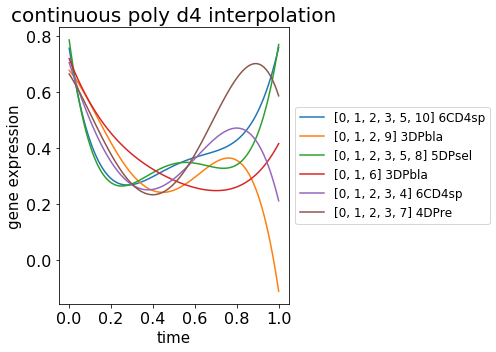 continuous poly d4 interpolation
gene expression
0.8
0.6
0.4
0.2
0.0
0.0 0.2 0.4 0.6 0.8 1.0
time
[0, 1, 2, 3, 5, 10] 6CD4sp
[0, 1, 2, 9] 3DPbla
[0, 1, 2, 3, 5, 8] 5DPsel
[0, 1, 6] 3DPbla
[0, 1, 2, 3, 4] 6CD4sp
[0, 1, 2, 3, 7] 4DPre